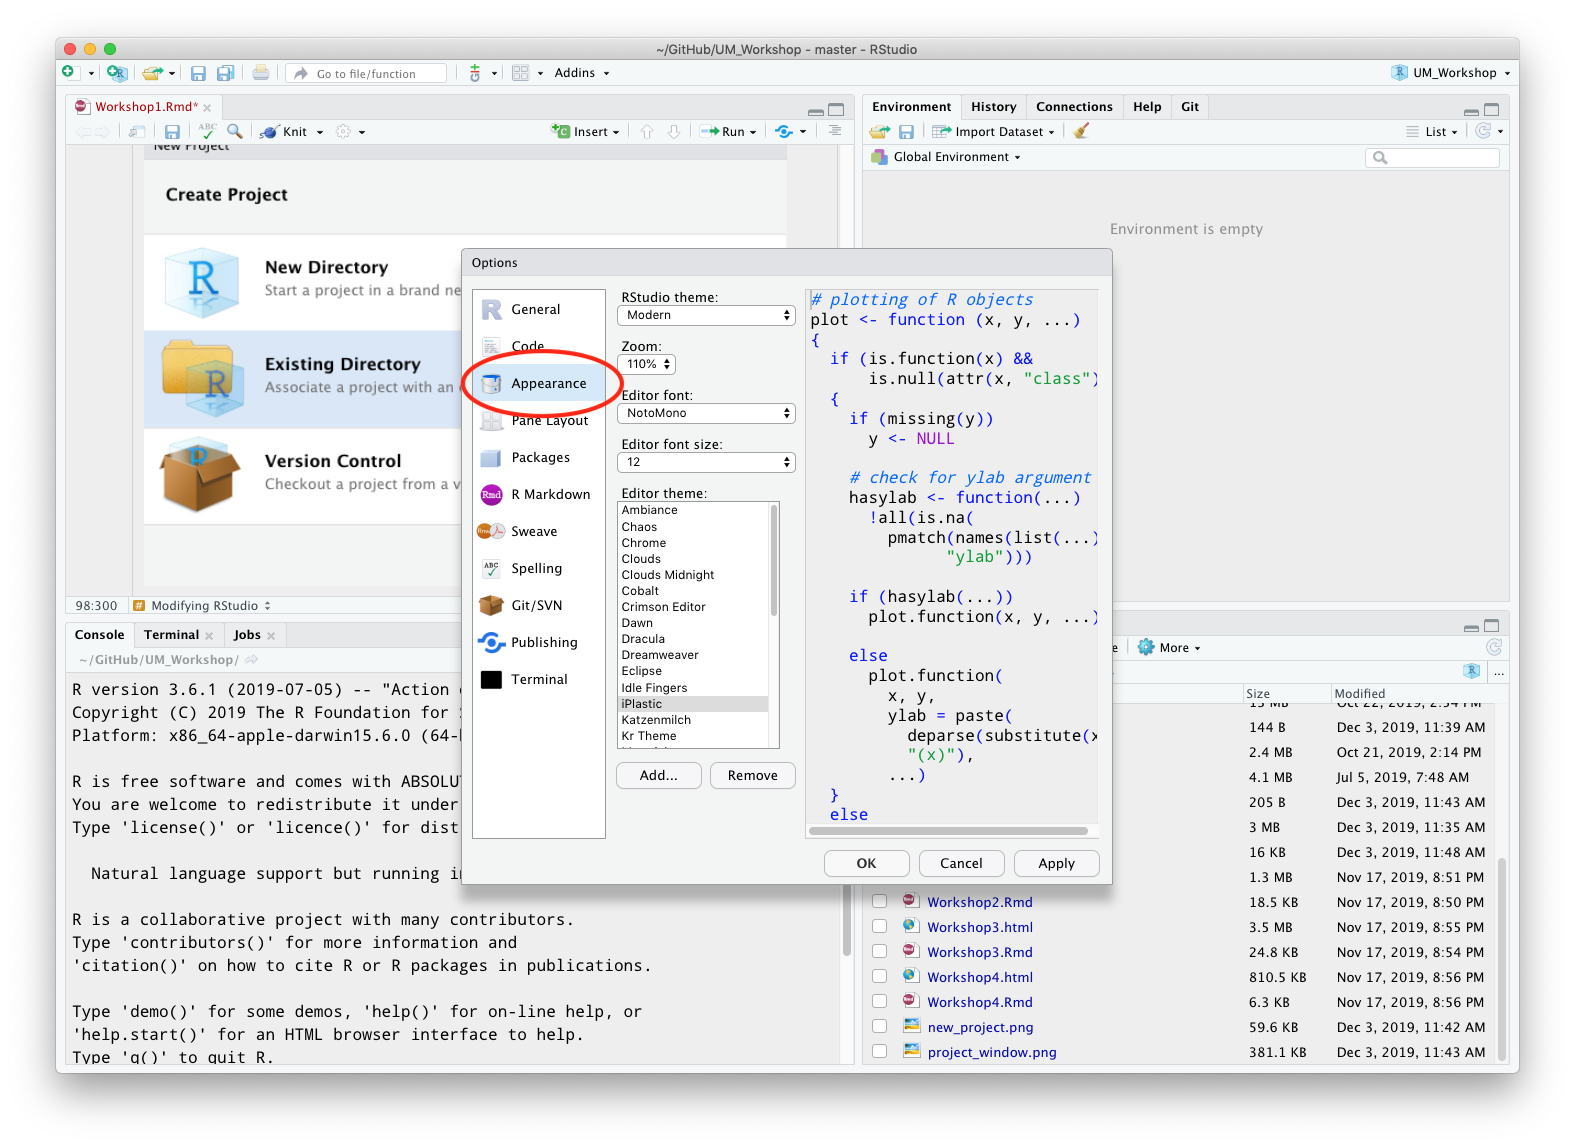 ~/GitHub/UM_Workshop - master - RStudio
Go to file/function
Addins
UM_Workshop
Workshop1.Rmd*
ABC
Knit
Insert
Run
New Project
Create Project
New Directory
Start a project in a brand ne
Existing Directory
Associate a project with an
Version Control
Checkout a project from a v
98:300
# Modifying RStudio
Environment
History
Connections
Help
Git
Import Dataset
List
Global Environment
Environment is empty
Options
General
Code
Appearance
Pane Layout
Packages
Rmd R Markdown
Sweave
ABC Spelling
Git/SVN
Publishing
Terminal
RStudio theme:
Modern
Zoom:
110%
Editor font:
NotoMono
Editor font size:
12
Editor theme:
Ambiance
Chaos
Chrome
Clouds
Clouds Midnight
Cobalt
Crimson Editor
Dawn
Dracula
Dreamweaver
Eclipse
Idle Fingers
iPlastic
Katzenmilch
Kr Theme
Add...
Remove
# plotting of R objects
plot <- function (x, y, ...)
{
if (is.function(x) &&
is.null(attr(x, "class")
{
if (missing(y))
y <- NULL
# check for ylab argument
hasylab <- function(...)
!all(is.na(
pmatch(names(list(...)
"ylab")))
if (hasylab(...))
plot.function(x, y, ...)
else
plot.function(
x, y,
ylab = paste(
deparse(substitute(x
"(x)"),
...)
}
else
OK
Cancel
Apply
Console
Terminal
Jobs
~/GitHub/UM_Workshop/
R version 3.6.1 (2019-07-05) -- "Action
Copyright (C) 2019 The R Foundation for
Platform: x86_64-apple-darwin15.6.0 (64-
R is free software and comes with ABSOLU
You are welcome to redistribute it under
Type 'license()' or 'licence()' for dist
Natural language support but running i
R is a collaborative project with many contributors.
Type 'contributors()' for more information and
'citation()' on how to cite R or R packages in publications.
Type 'demo()' for some demos, 'help()' for on-line help, or
'help.start()' for an HTML browser interface to help.
Type 'q()' to quit R.
e
More
...
Size
Modified
15 MB Oct 22, 2019, 2:54 PM
144 B Dec 3, 2019, 11:39 AM
2.4 MB Oct 21, 2019, 2:14 PM
4.1 MB Jul 5, 2019, 7:48 AM
205 B Dec 3, 2019, 11:43 AM
3 MB Dec 3, 2019, 11:35 AM
16 KB Dec 3, 2019, 11:48 AM
1.3 MB Nov 17, 2019, 8:51 PM
Workshop2.Rmd 18.5 KB Nov 17, 2019, 8:50 PM
Workshop3.html 3.5 MB Nov 17, 2019, 8:55 PM
Workshop3.Rmd 24.8 KB Nov 17, 2019, 8:54 PM
Workshop4.html 810.5 KB Nov 17, 2019, 8:56 PM
Workshop4.Rmd 6.3 KB Nov 17, 2019, 8:56 PM
new_project.png 59.6 KB Dec 3, 2019, 11:42 AM
project_window.png 381.1 KB Dec 3, 2019, 11:43 AM